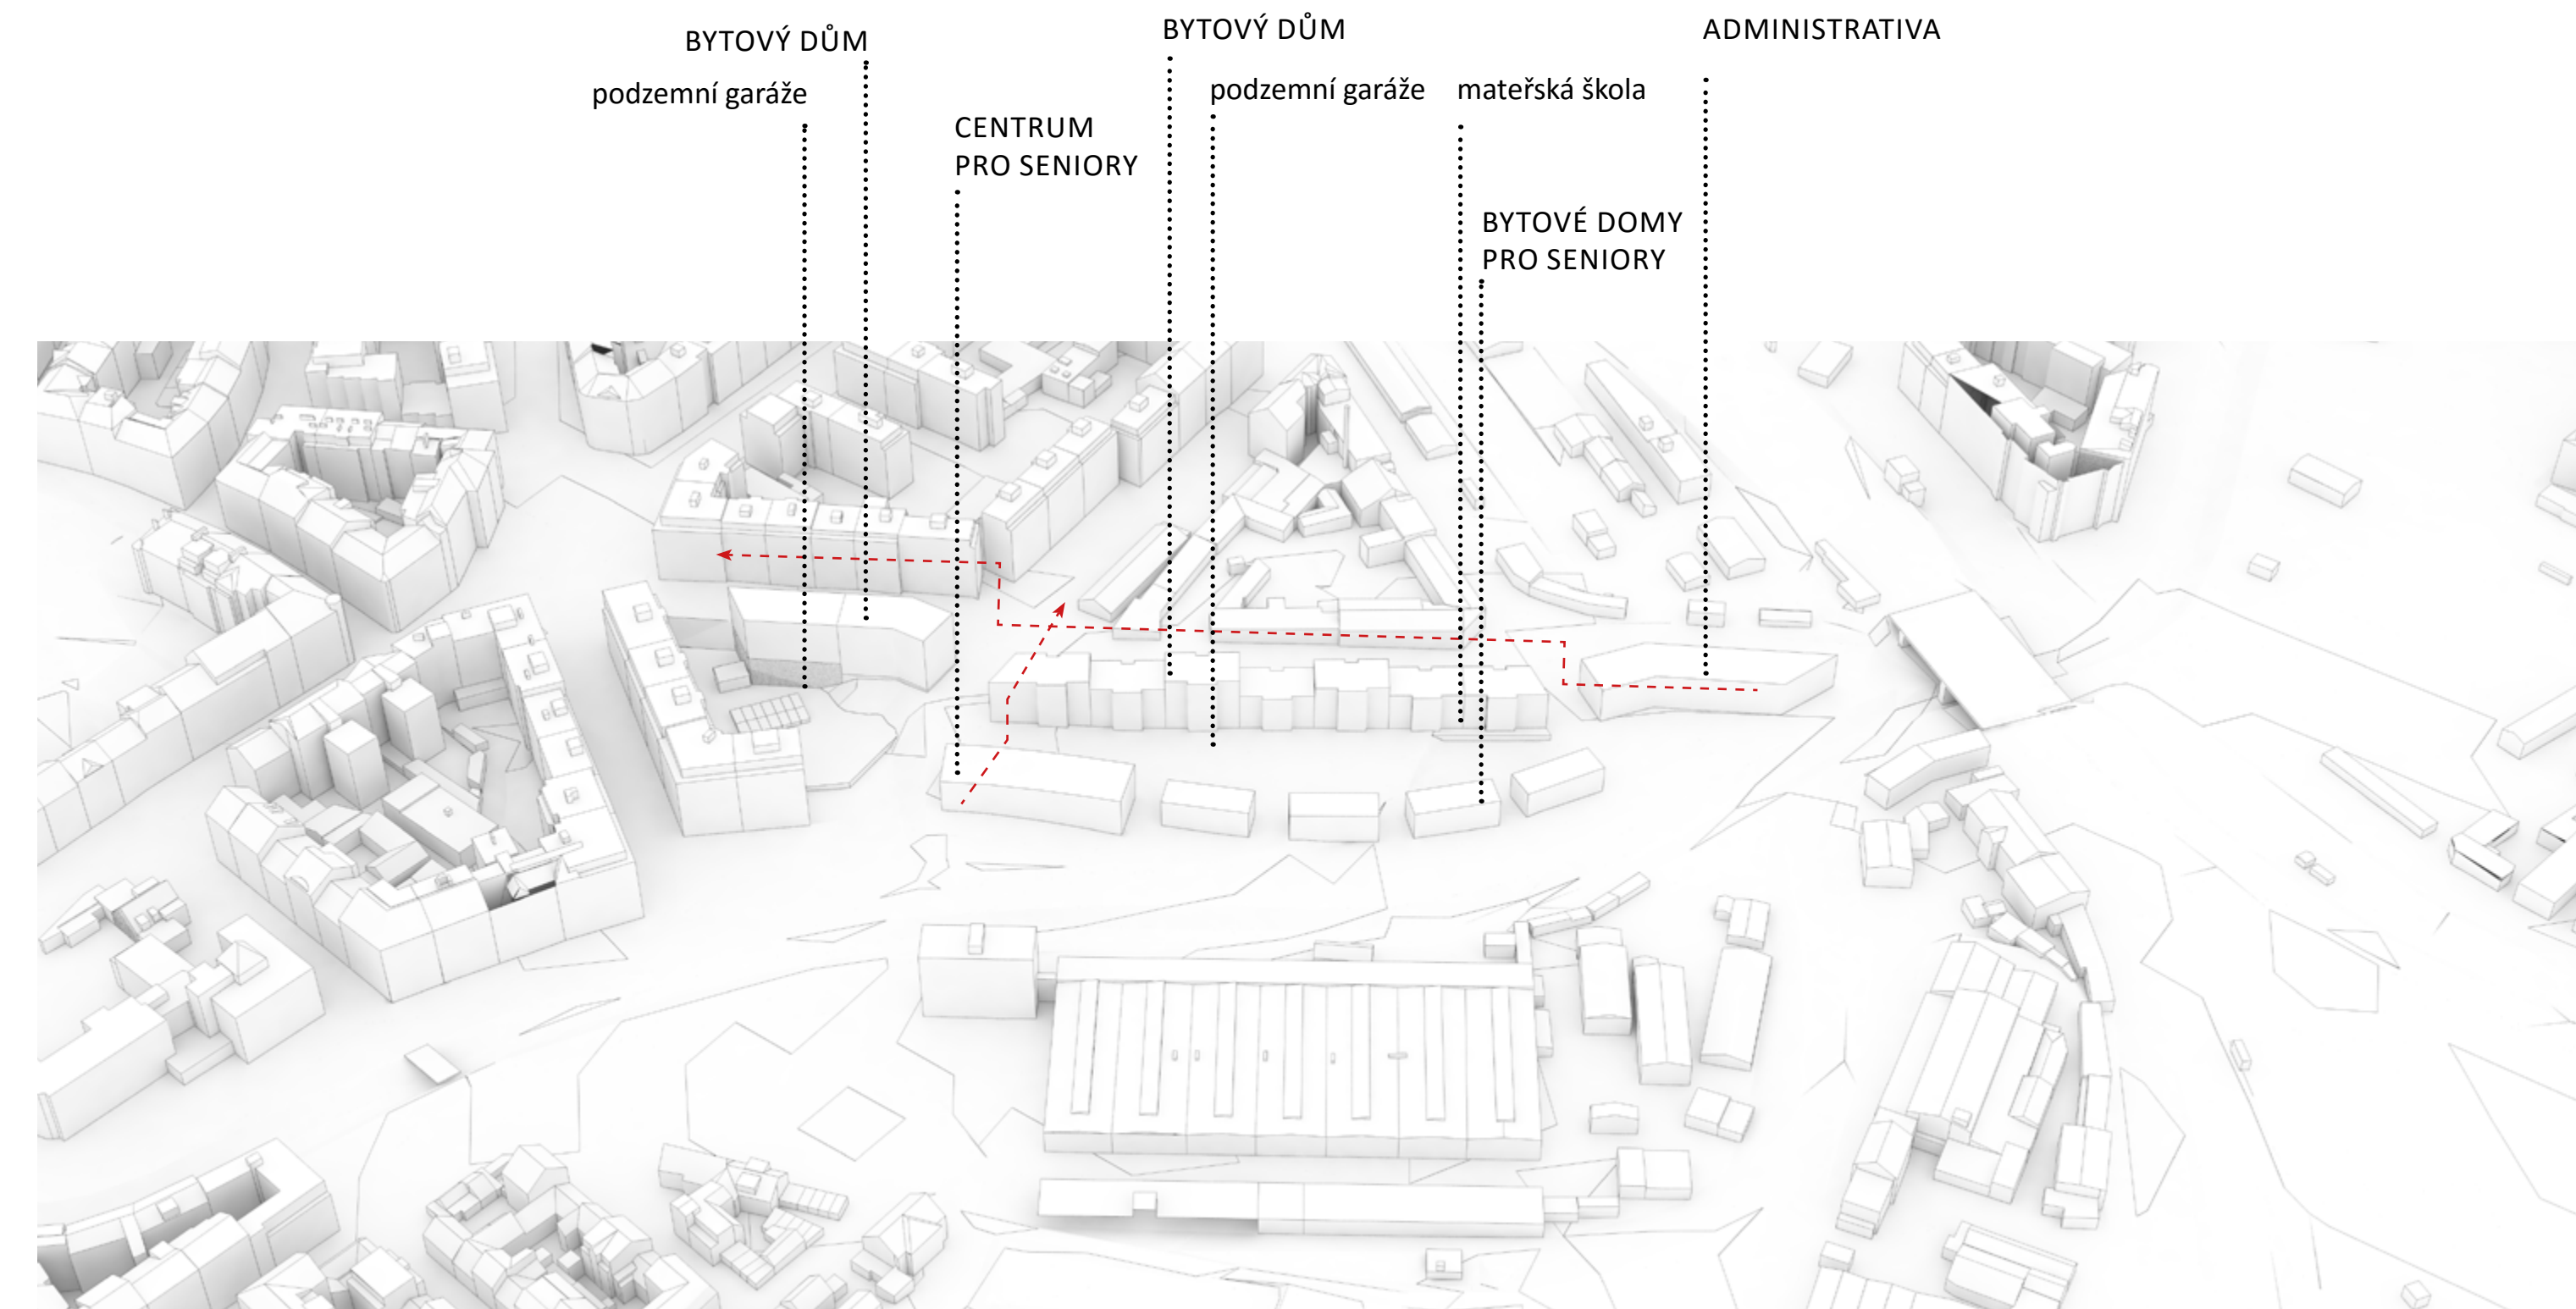 BYTOVÝ DŮM
podzemní garáže
CENTRUM
PRO SENIORY
BYTOVÝ DŮM
podzemní garáže
mateřská škola
BYTOVÉ DOMY
PRO SENIORY
ADMINISTRATIVA